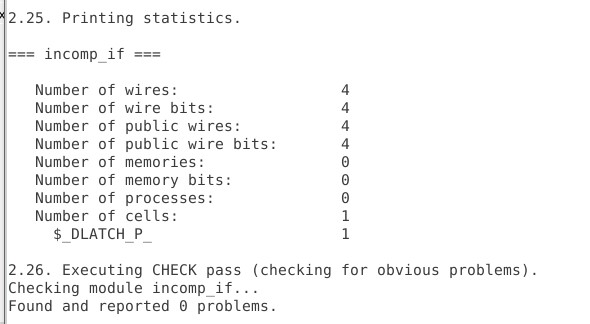 2.25. Printing statistics.
=== incomp_if ===
Number of wires: 4
Number of wire bits: 4
Number of public wires: 4
Number of public wire bits: 4
Number of memories: 0
Number of memory bits: 0
Number of processes: 0
Number of cells: 1
$_DLATCH_P_ 1
2.26. Executing CHECK pass (checking for obvious problems).
Checking module incomp_if...
Found and reported 0 problems.